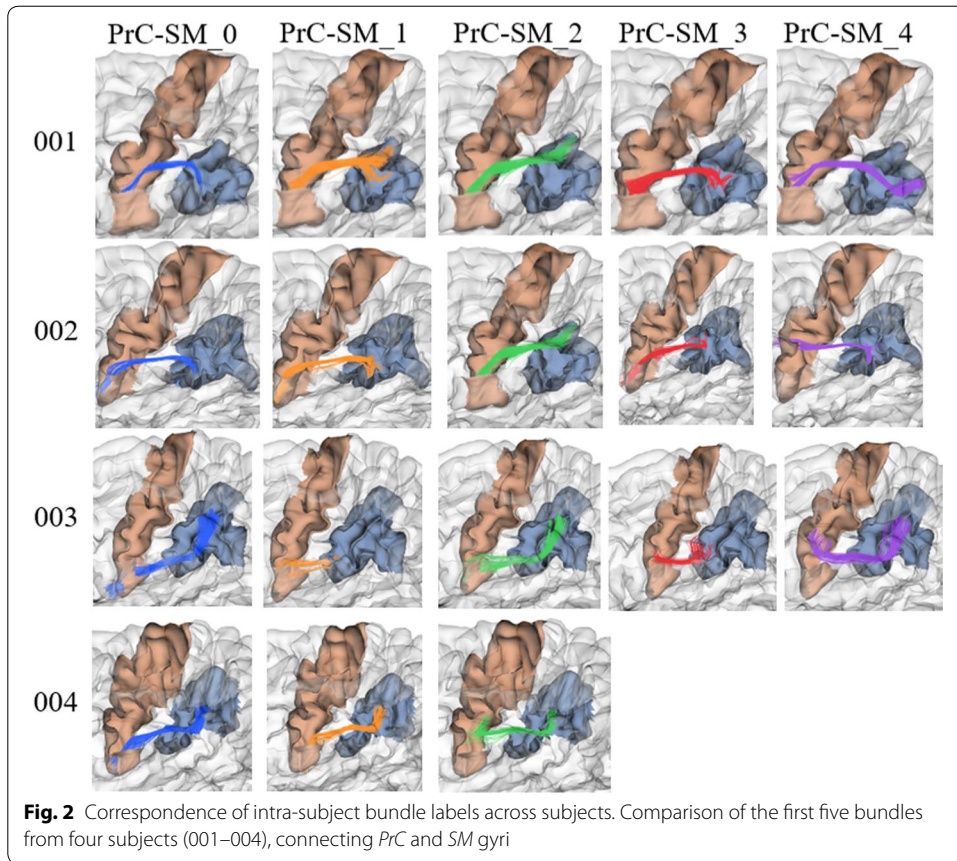 PrC-SM_0 PrC-SM_1 PrC-SM_2 PrC-SM_3 PrC-SM_4
001
002
003
004
Fig. 2 Correspondence of intra-subject bundle labels across subjects. Comparison of the first five bundles
from four subjects (001–004), connecting PrC and SM gyri